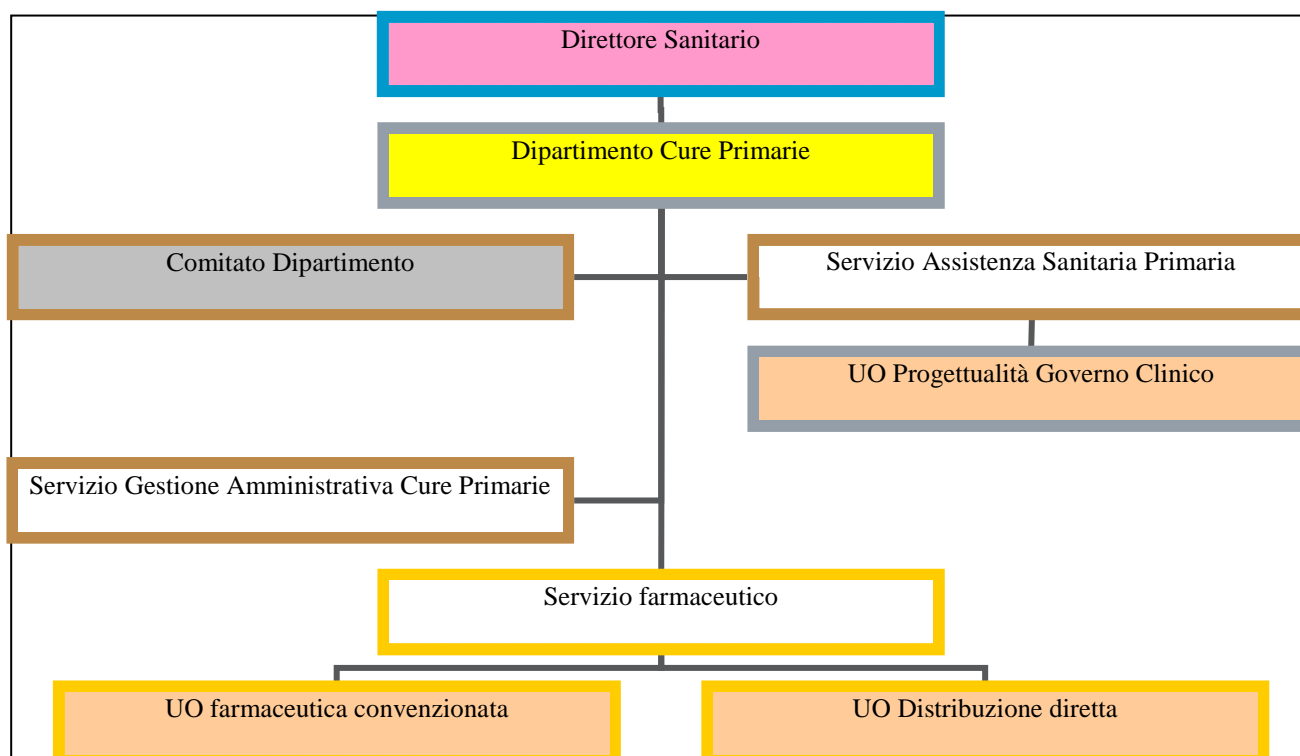 Direttore Sanitario
Dipartimento Cure Primarie
Comitato Dipartimento
Servizio Assistenza Sanitaria Primaria
UO Progettualità Governo Clinico
Servizio Gestione Amministrativa Cure Primarie
Servizio farmaceutico
UO farmaceutica convenzionata
UO Distribuzione diretta